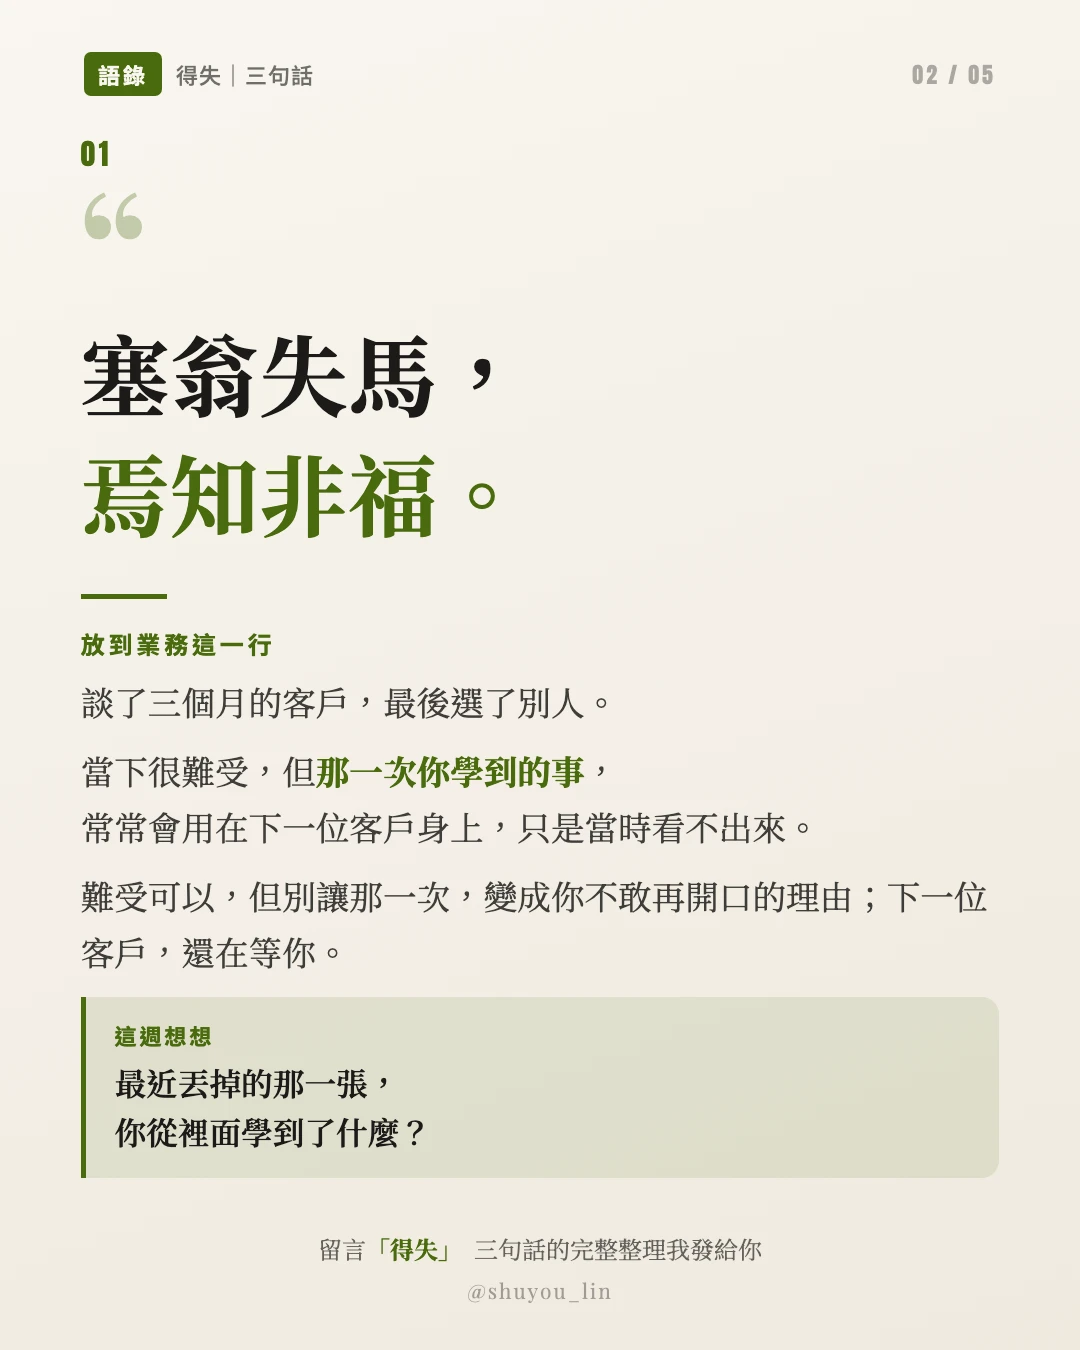 語錄 得失｜三句話 02 / 05
01
“
塞翁失馬，
焉知非福。
放到業務這一行
談了三個月的客戶，最後選了別人。
當下很難受，但那一次你學到的事，
常常會用在下一位客戶身上，只是當時看不出來。
難受可以，但別讓那一次，變成你不敢再開口的理由；下一位
客戶，還在等你。
這週想想
最近丟掉的那一張，
你從裡面學到了什麼？
留言「得失」 三句話的完整整理我發給你
@shuyou_lin